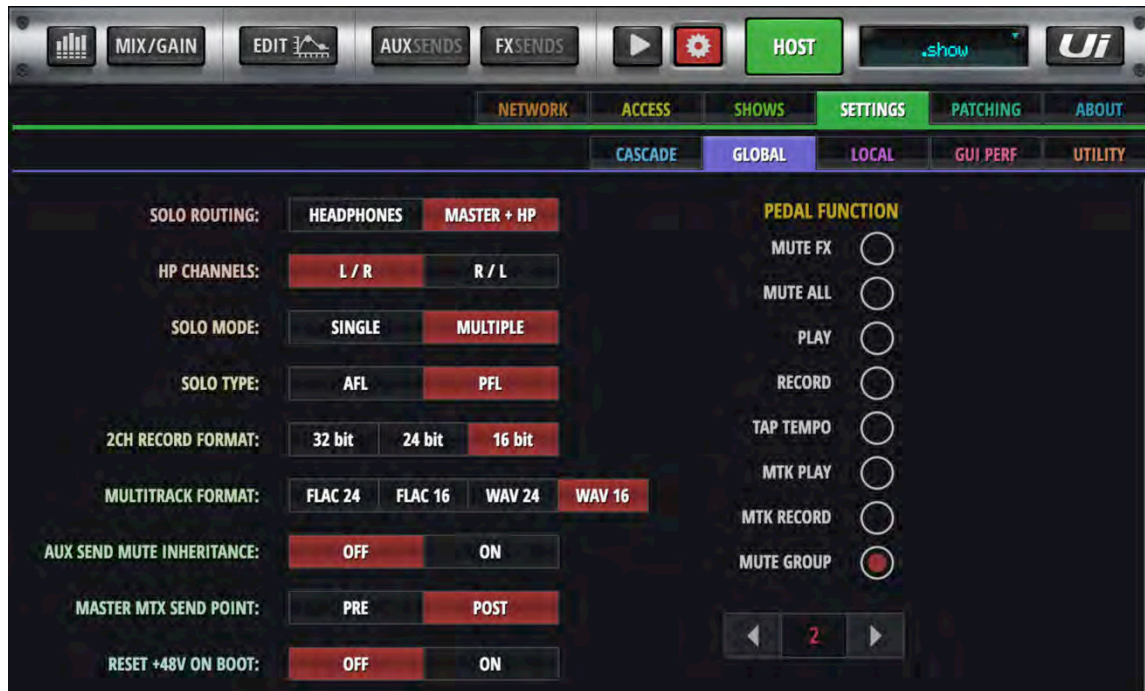 MIX/GAIN EDIT AUXSENDS FXSENDS HOST .show Ui
NETWORK ACCESS SHOWS SETTINGS PATCHING ABOUT
CASCADE GLOBAL LOCAL GUI PERF UTILITY
SOLO ROUTING: HEADPHONES MASTER + HP
HP CHANNELS: L / R R / L
SOLO MODE: SINGLE MULTIPLE
SOLO TYPE: AFL PFL
2CH RECORD FORMAT: 32 bit 24 bit 16 bit
MULTITRACK FORMAT: FLAC 24 FLAC 16 WAV 24 WAV 16
AUX SEND MUTE INHERITANCE: OFF ON
MASTER MTX SEND POINT: PRE POST
RESET +48V ON BOOT: OFF ON
PEDAL FUNCTION
MUTE FX
MUTE ALL
PLAY
RECORD
TAP TEMPO
MTK PLAY
MTK RECORD
MUTE GROUP
2